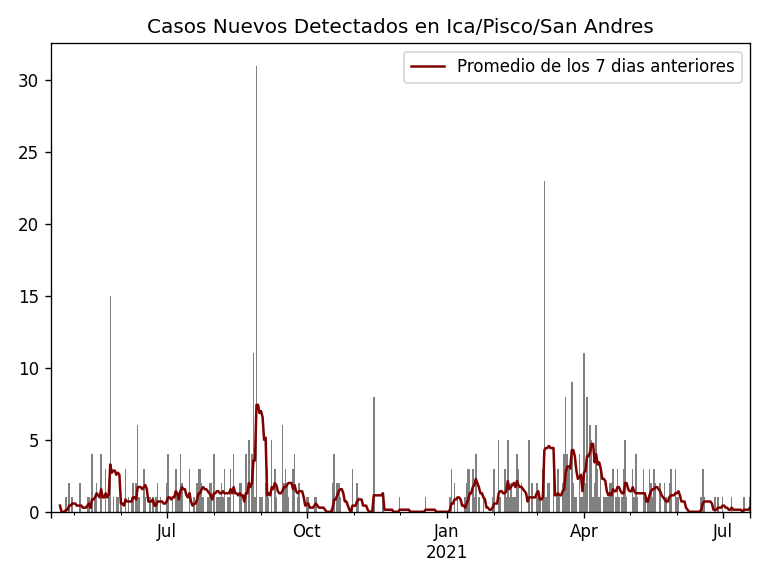 Casos Nuevos Detectados en Ica/Pisco/San Andres
Promedio de los 7 dias anteriores
30
25
20
15
10
5
0
Jul
Oct
Jan
2021
Apr
Jul